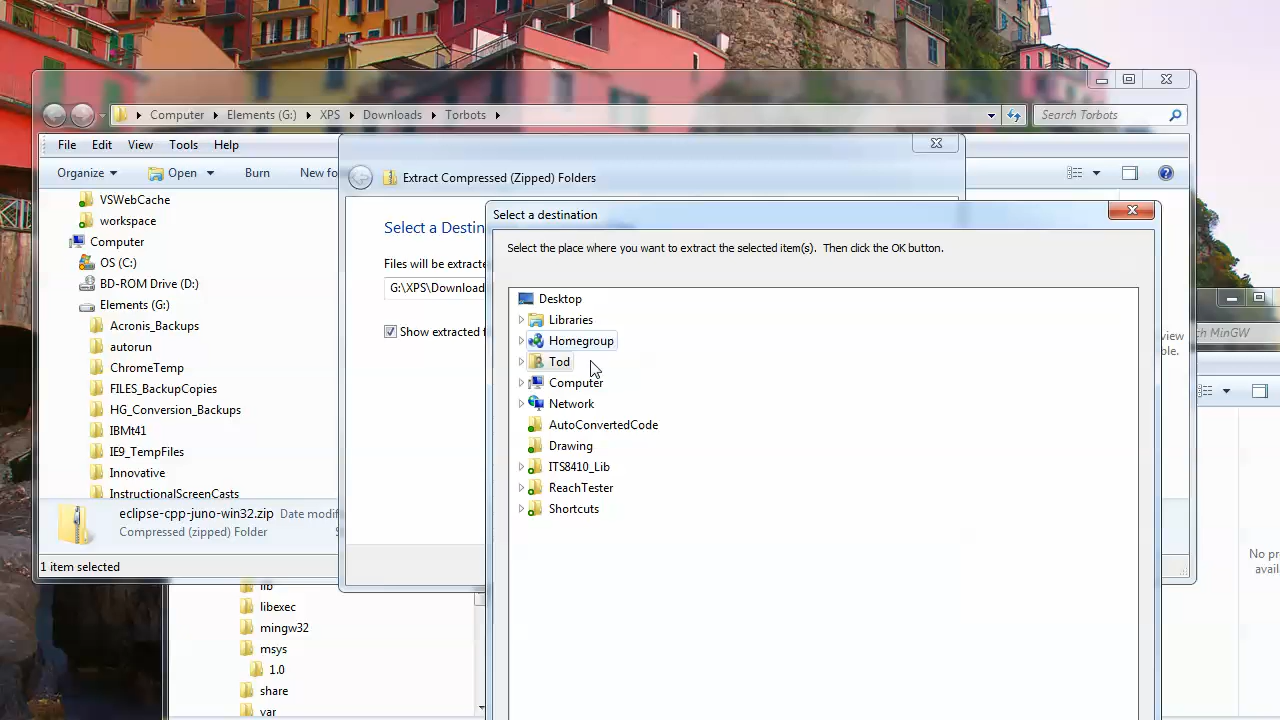 Computer
Elements (G:)
XPS
Downloads
Torbots
Search Torbots
File
Edit
View
Tools
Help
Organize
Open
Burn
New fo
Extract Compressed (Zipped) Folders
Select a Destin
Files will be extracte
G:\XPS\Download
Show extracted f
VSWebCache
workspace
Computer
OS (C:)
BD-ROM Drive (D:)
Elements (G:)
Acronis_Backups
autorun
ChromeTemp
FILES_BackupCopies
HG_Conversion_Backups
IBMt41
IE9_TempFiles
Innovative
InstructionalScreenCasts
eclipse-cpp-juno-win32.zip Date modif
Compressed (zipped) Folder
1 item selected
Select a destination
Select the place where you want to extract the selected item(s). Then click the OK button.
Desktop
Libraries
Homegroup
Tod
Computer
Network
AutoConvertedCode
Drawing
ITS8410_Lib
ReachTester
Shortcuts
view
le.
ch MinGW
No pr
availa
lib
libexec
mingw32
msys
1.0
share
var